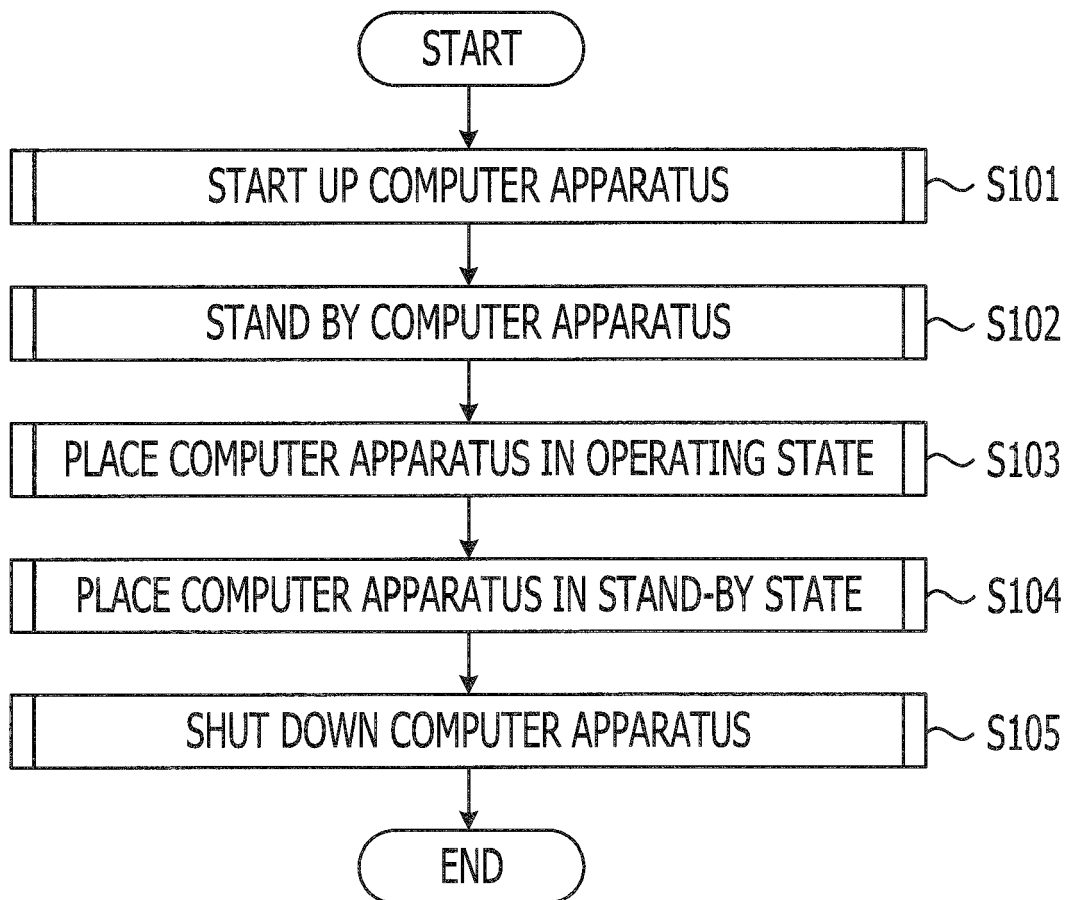 START
START UP COMPUTER APPARATUS
S101
STAND BY COMPUTER APPARATUS
S102
PLACE COMPUTER APPARATUS IN OPERATING STATE
S103
PLACE COMPUTER APPARATUS IN STAND-BY STATE
S104
SHUT DOWN COMPUTER APPARATUS
S105
END